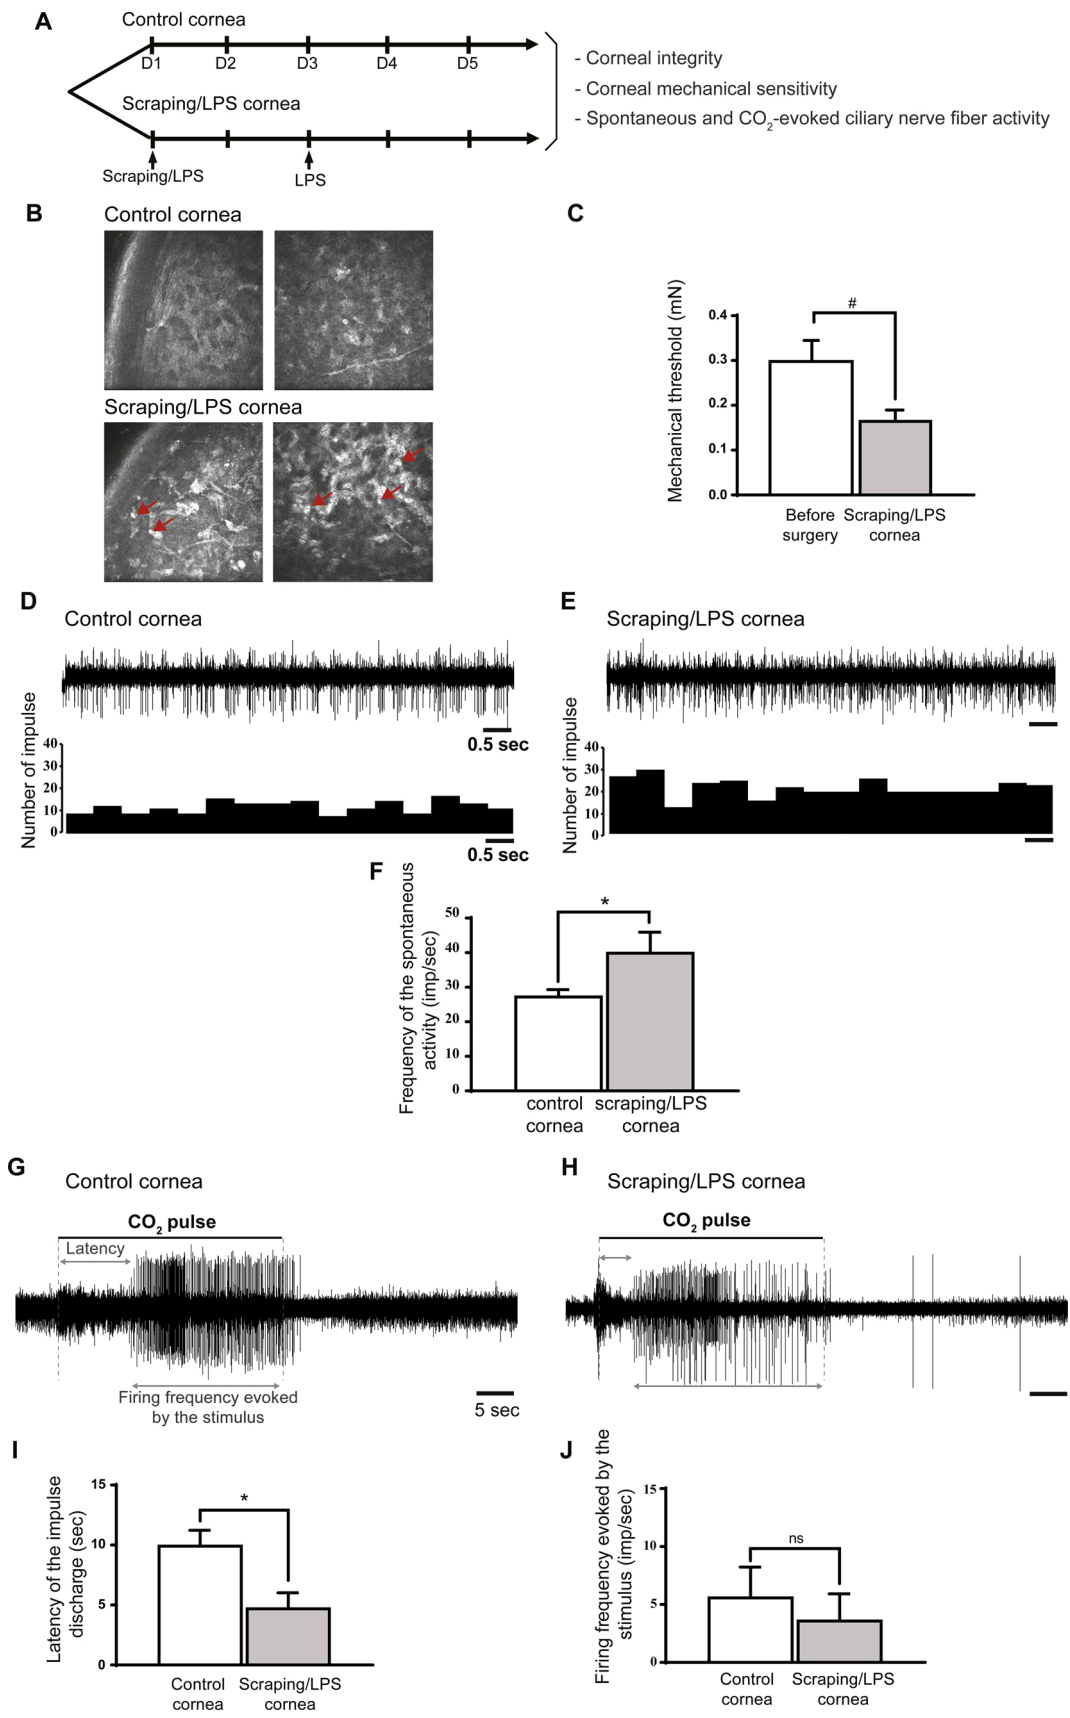 A
Control cornea
D1 D2 D3 D4 D5
Scraping/LPS cornea
Scraping/LPS
LPS
- Corneal integrity
- Corneal mechanical sensitivity
- Spontaneous and CO2-evoked ciliary nerve fiber activity
B
Control cornea
Scraping/LPS cornea
C
Mechanical threshold (mN)
0.4
0.3
0.2
0.1
0.0
#
Before surgery
Scraping/LPS cornea
D
Control cornea
0.5 sec
Number of impulse
40
30
20
10
0
0.5 sec
E
Scraping/LPS cornea
Number of impulse
40
30
20
10
0
F
Frequency of the spontaneous
activity (imp/sec)
50
40
30
20
10
0
*
control
cornea
scraping/LPS
cornea
G
Control cornea
CO2 pulse
Latency
Firing frequency evoked
by the stimulus
5 sec
H
Scraping/LPS cornea
CO2 pulse
I
Latency of the impulse
discharge (sec)
15
10
5
0
*
Control
cornea
Scraping/LPS
cornea
J
Firing frequency evoked by the
stimulus (imp/sec)
15
10
5
0
ns
Control
cornea
Scraping/LPS
cornea